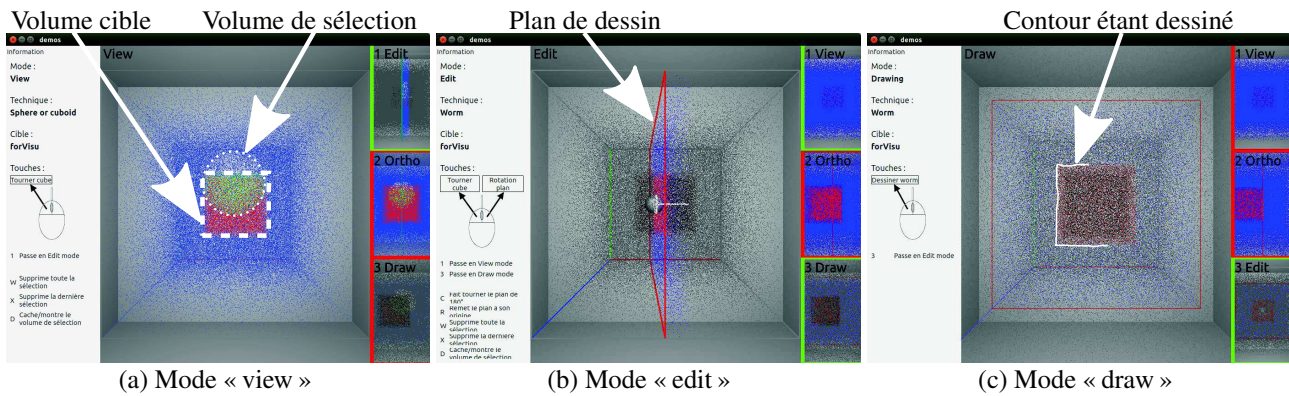 Volume cible
Volume de sélection
Plan de dessin
Contour étant dessiné
demos
Information
Mode :
View
Technique :
Sphere or cuboid
Cible :
forVisu
Touches :
Tourner cube
1 Passe en Edit mode
W Supprime toute la
sélection
X Supprime la dernière
sélection
D Cache/montre le
volume de sélection
View
1 Edit
2 Ortho
3 Draw
demos
Information
Mode :
Edit
Technique :
Worm
Cible :
forVisu
Touches :
Tourner
cube
Rotation
plan
1 Passe en View mode
3 Passe en Draw mode
C Fait tourner le plan de
180°
R Remet le plan a son
origine
W Supprime toute la
sélection
X Supprime la dernière
sélection
D Cache/montre le
volume de sélection
Edit
1 View
2 Ortho
3 Draw
demos
Information
Mode :
Drawing
Technique :
Worm
Cible :
forVisu
Touches :
Dessiner worm
3 Passe en Edit mode
Draw
1 View
2 Ortho
3 Edit
(a) Mode « view »
(b) Mode « edit »
(c) Mode « draw »